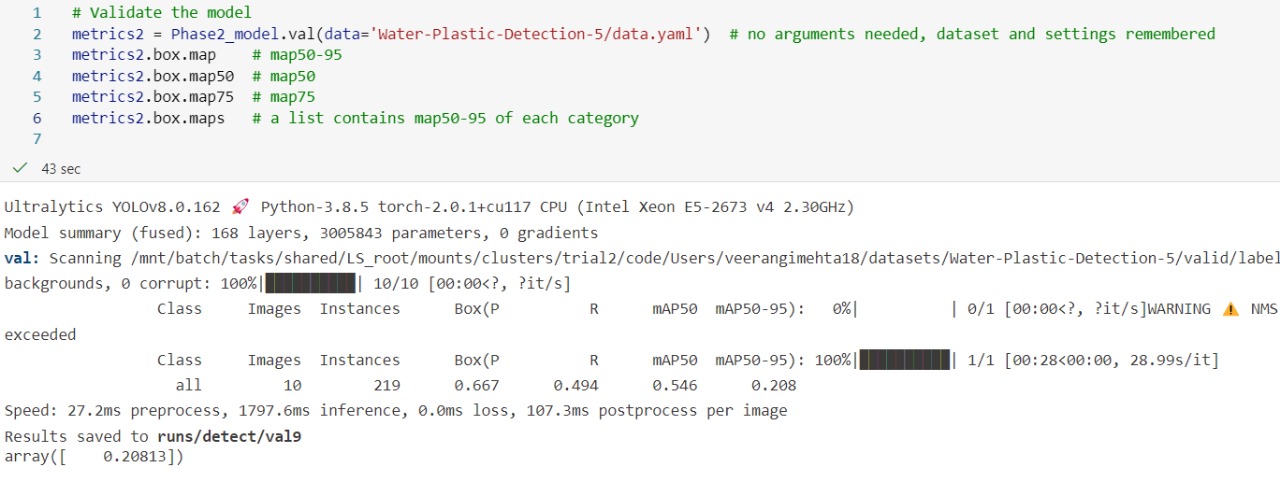 1 # Validate the model
2 metrics2 = Phase2_model.val(data='Water-Plastic-Detection-5/data.yaml')  # no arguments needed, dataset and settings remembered
3 metrics2.box.map    # map50-95
4 metrics2.box.map50  # map50
5 metrics2.box.map75  # map75
6 metrics2.box.maps   # a list contains map50-95 of each category
7
43 sec
Ultralytics YOLOv8.0.162 🚀 Python-3.8.5 torch-2.0.1+cu117 CPU (Intel Xeon E5-2673 v4 2.30GHz)
Model summary (fused): 168 layers, 3005843 parameters, 0 gradients
val: Scanning /mnt/batch/tasks/shared/LS_root/mounts/clusters/trial2/code/Users/veerangimehta18/datasets/Water-Plastic-Detection-5/valid/label
backgrounds, 0 corrupt: 100%|██████████| 10/10 [00:00<?, ?it/s]
Class Images Instances Box(P R mAP50 mAP50-95): 0%| | 0/1 [00:00<?, ?it/s]WARNING ⚠️ NMS
exceeded
Class Images Instances Box(P R mAP50 mAP50-95): 100%|██████████| 1/1 [00:28<00:00, 28.99s/it]
all 10 219 0.667 0.494 0.546 0.208
Speed: 27.2ms preprocess, 1797.6ms inference, 0.0ms loss, 107.3ms postprocess per image
Results saved to runs/detect/val9
array([    0.20813])